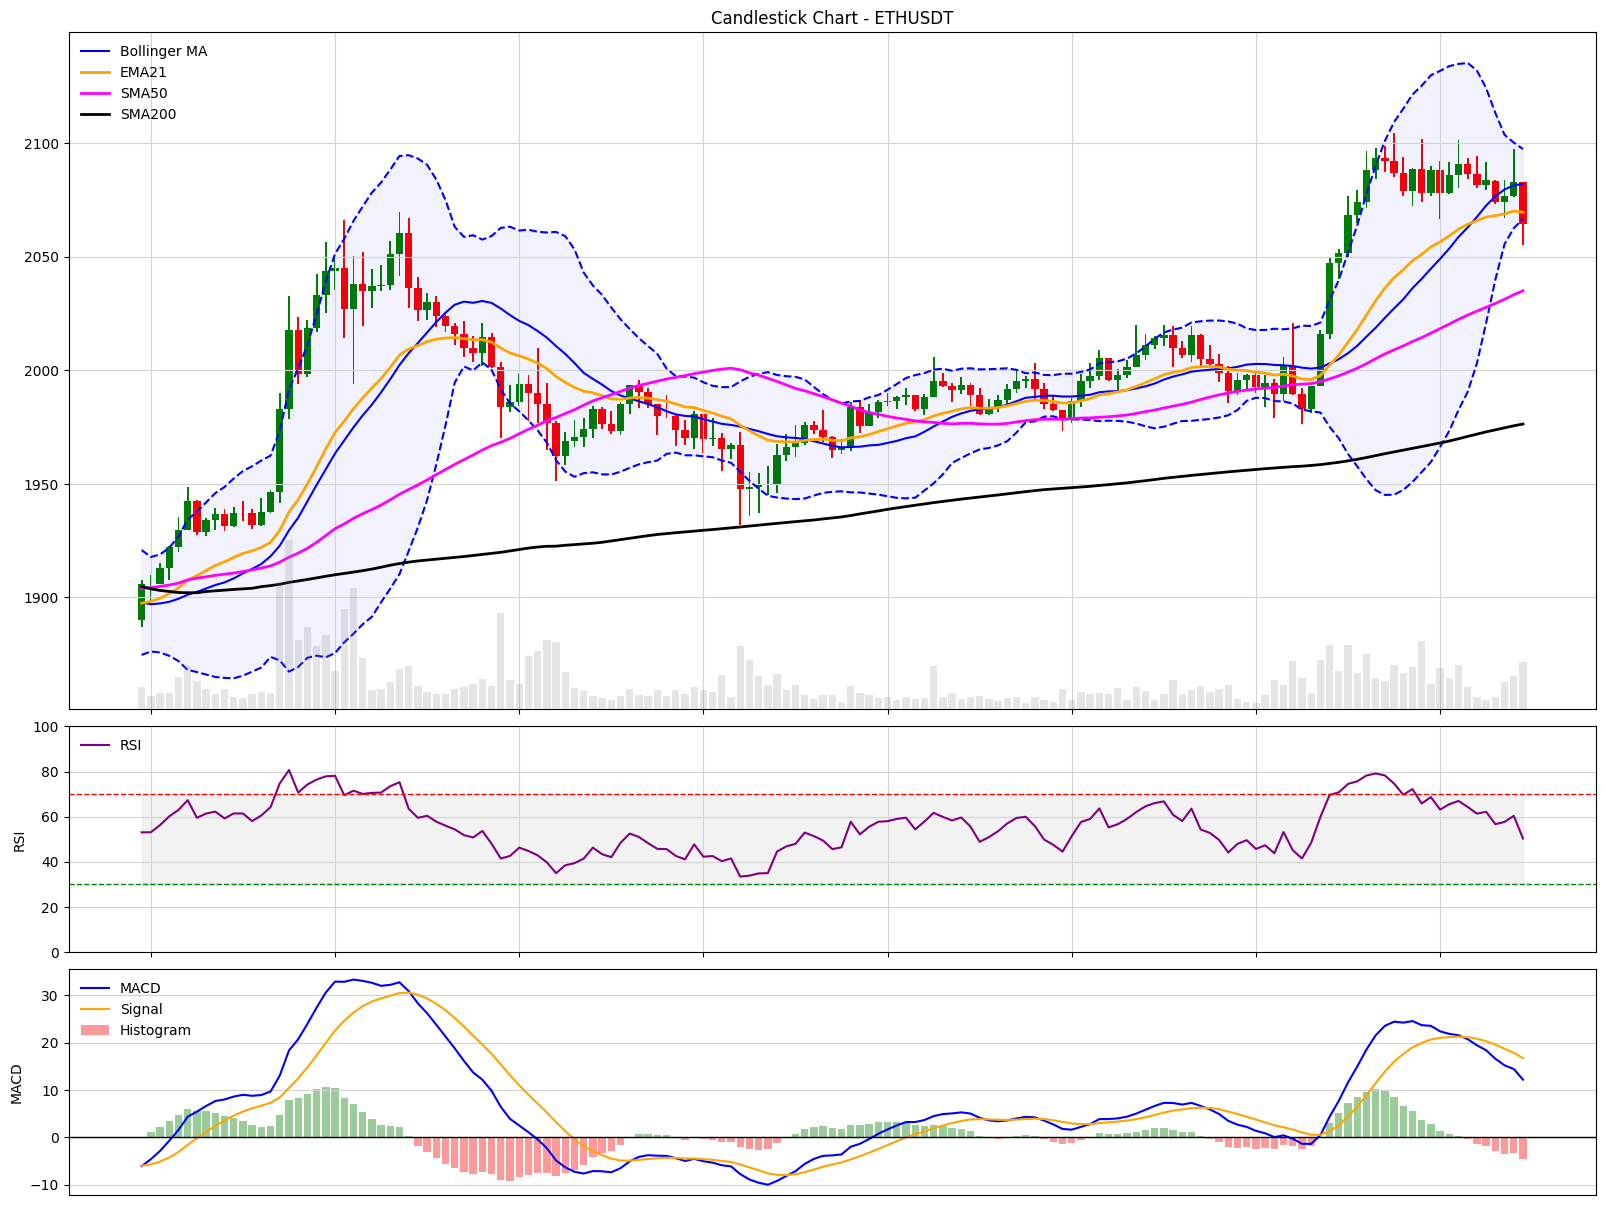 Candlestick Chart - ETHUSDT
Bollinger MA
EMA21
SMA50
SMA200
2100
2050
2000
1950
1900
RSI
100
80
60
40
20
0
RSI
MACD
Signal
Histogram
30
20
10
0
−10
MACD